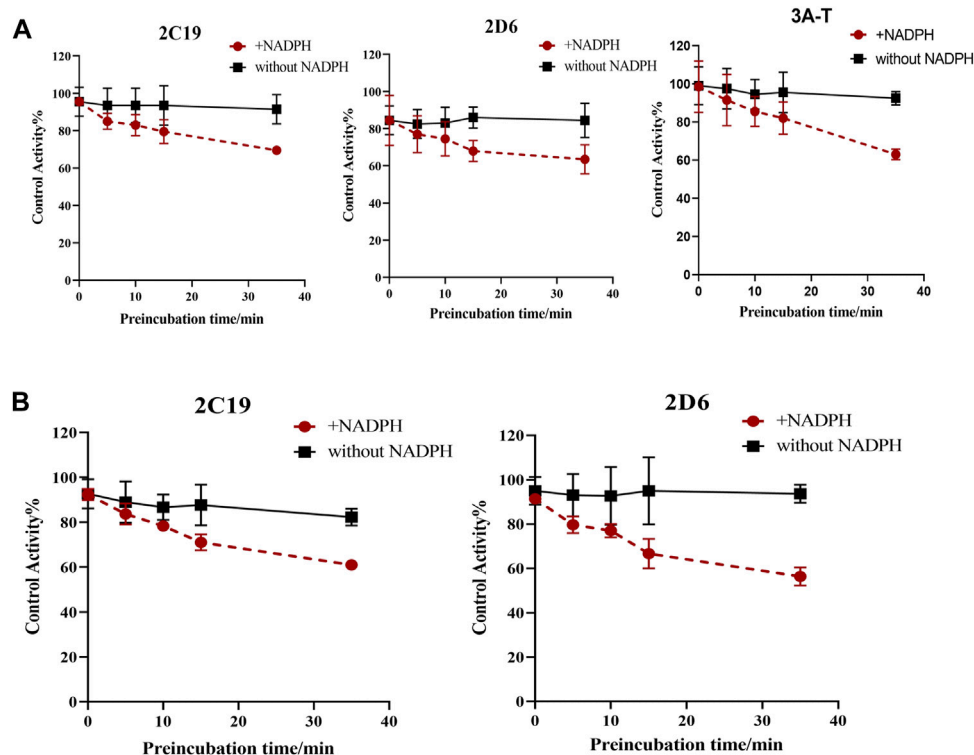 A
2C19
+NADPH
without NADPH
Control Activity%
120
100
80
60
40
20
0
0 10 20 30 40
Preincubation time/min
2D6
+NADPH
without NADPH
Control Activity%
120
100
80
60
40
20
0
0 10 20 30 40
Preincubation time/min
3A-T
+NADPH
without NADPH
Control Activity%
120
100
80
60
40
20
0
0 10 20 30 40
Preincubation time/min
B
2C19
+NADPH
without NADPH
Control Activity%
120
100
80
60
40
20
0
0 10 20 30 40
Preincubation time/min
2D6
+NADPH
without NADPH
Control Activity%
120
100
80
60
40
20
0
0 10 20 30 40
Preincubation time/min